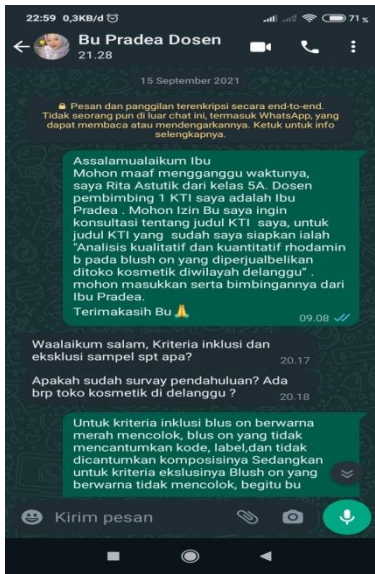 22:59 0,3KB/d
71%
Bu Pradea Dosen
21.28
15 September 2021
Pesan dan panggilan terenkripsi secara end-to-end.
Tidak seorang pun di luar chat ini, termasuk WhatsApp, yang
dapat membaca atau mendengarkannya. Ketuk untuk info
selengkapnya.
Assalamualaikum Ibu
Mohon maaf mengganggu waktunya,
saya Rita Astutik dari kelas 5A. Dosen
pembimbing 1 KTI saya adalah Ibu
Pradea . Mohon Izin Bu saya ingin
konsultasi tentang judul KTI saya, untuk
judul KTI yang sudah saya siapkan ialah
"Analisis kualitatif dan kuantitatif rhodamin
b pada blush on yang diperjualbelikan
ditoko kosmetik diwilayah delanggu" .
mohon masukkan serta bimbingannya dari
Ibu Pradea.
Terimakasih Bu🙏
09.08
Waalaikum salam, Kriteria inklusi dan
eksklusi sampel spt apa?
20.17
Apakah sudah survay pendahuluan? Ada
brp toko kosmetik di delanggu ?
20.18
Untuk kriteria inklusi blus on berwarna
merah mencolok, blus on yang tidak
mencantumkan kode, label,dan tidak
dicantumkan komposisinya Sedangkan
untuk kriteria ekslusinya Blush on yang
berwarna tidak mencolok, begitu bu
Kirim pesan